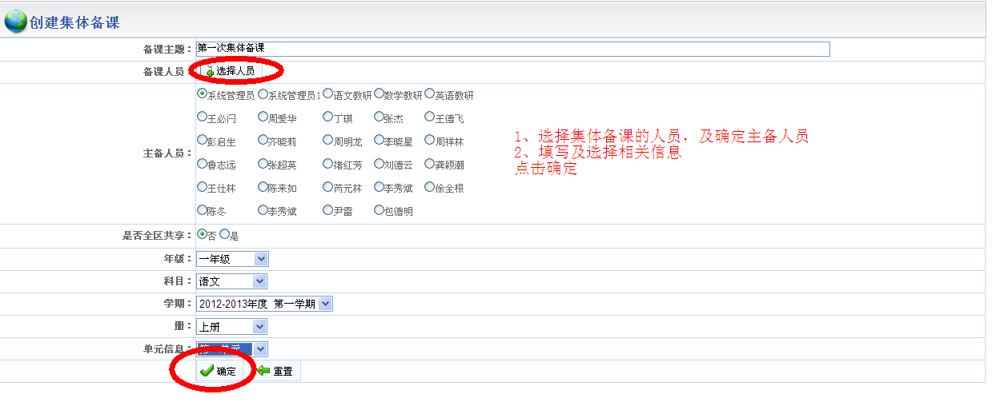 创建集体备课
备课主题： 第一次集体备课
备课人员： 选择人员
系统管理员 系统管理员1 语文教研 数学教研 英语教研
王必闩 周爱华 丁琪 张杰 王德飞
彭启生 齐晓莉 周明龙 李晓星 周祥林
主备人员：
鲁志远 张超英 褚红芳 刘德云 龚颖潮
王仕林 陈来如 芮元林 李秀斌 徐全根
陈冬 李秀斌 尹雷 包德明
1、选择集体备课的人员，及确定主备人员
2、填写及选择相关信息
点击确定
是否全区共享： 否 是
年级： 一年级
科目： 语文
学期： 2012-2013年度 第一学期
册： 上册
单元信息： 第一单元
确定 重置